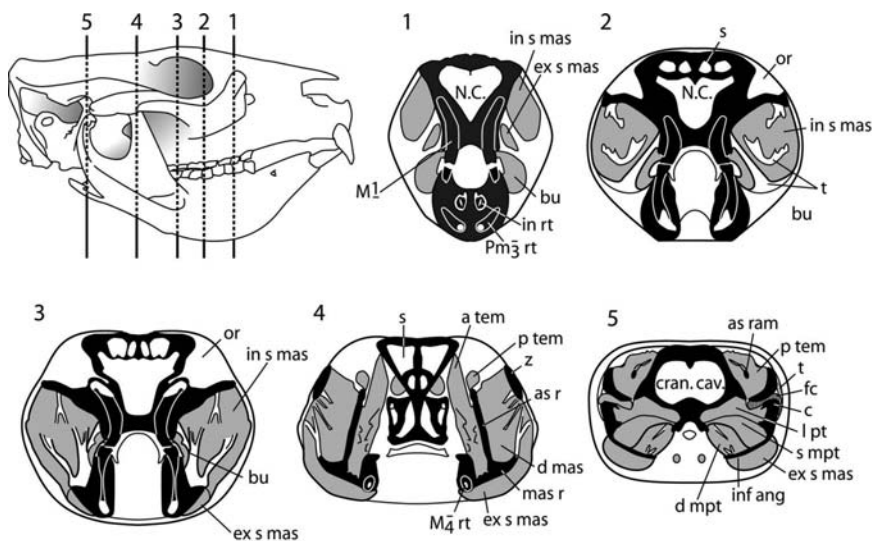 5 4 3 2 1
1
in s mas
ex s mas
N.C.
M1
bu
in rt
Pm3 rt
2
s
or
N.C.
in s mas
t
bu
3
or
in s mas
bu
ex s mas
4
s
a tem
p tem
z
as r
d mas
mas r
M4 rt
ex s mas
5
as ram
p tem
t
fc
cran. cav.
c
l pt
s mpt
ex s mas
inf ang
d mpt